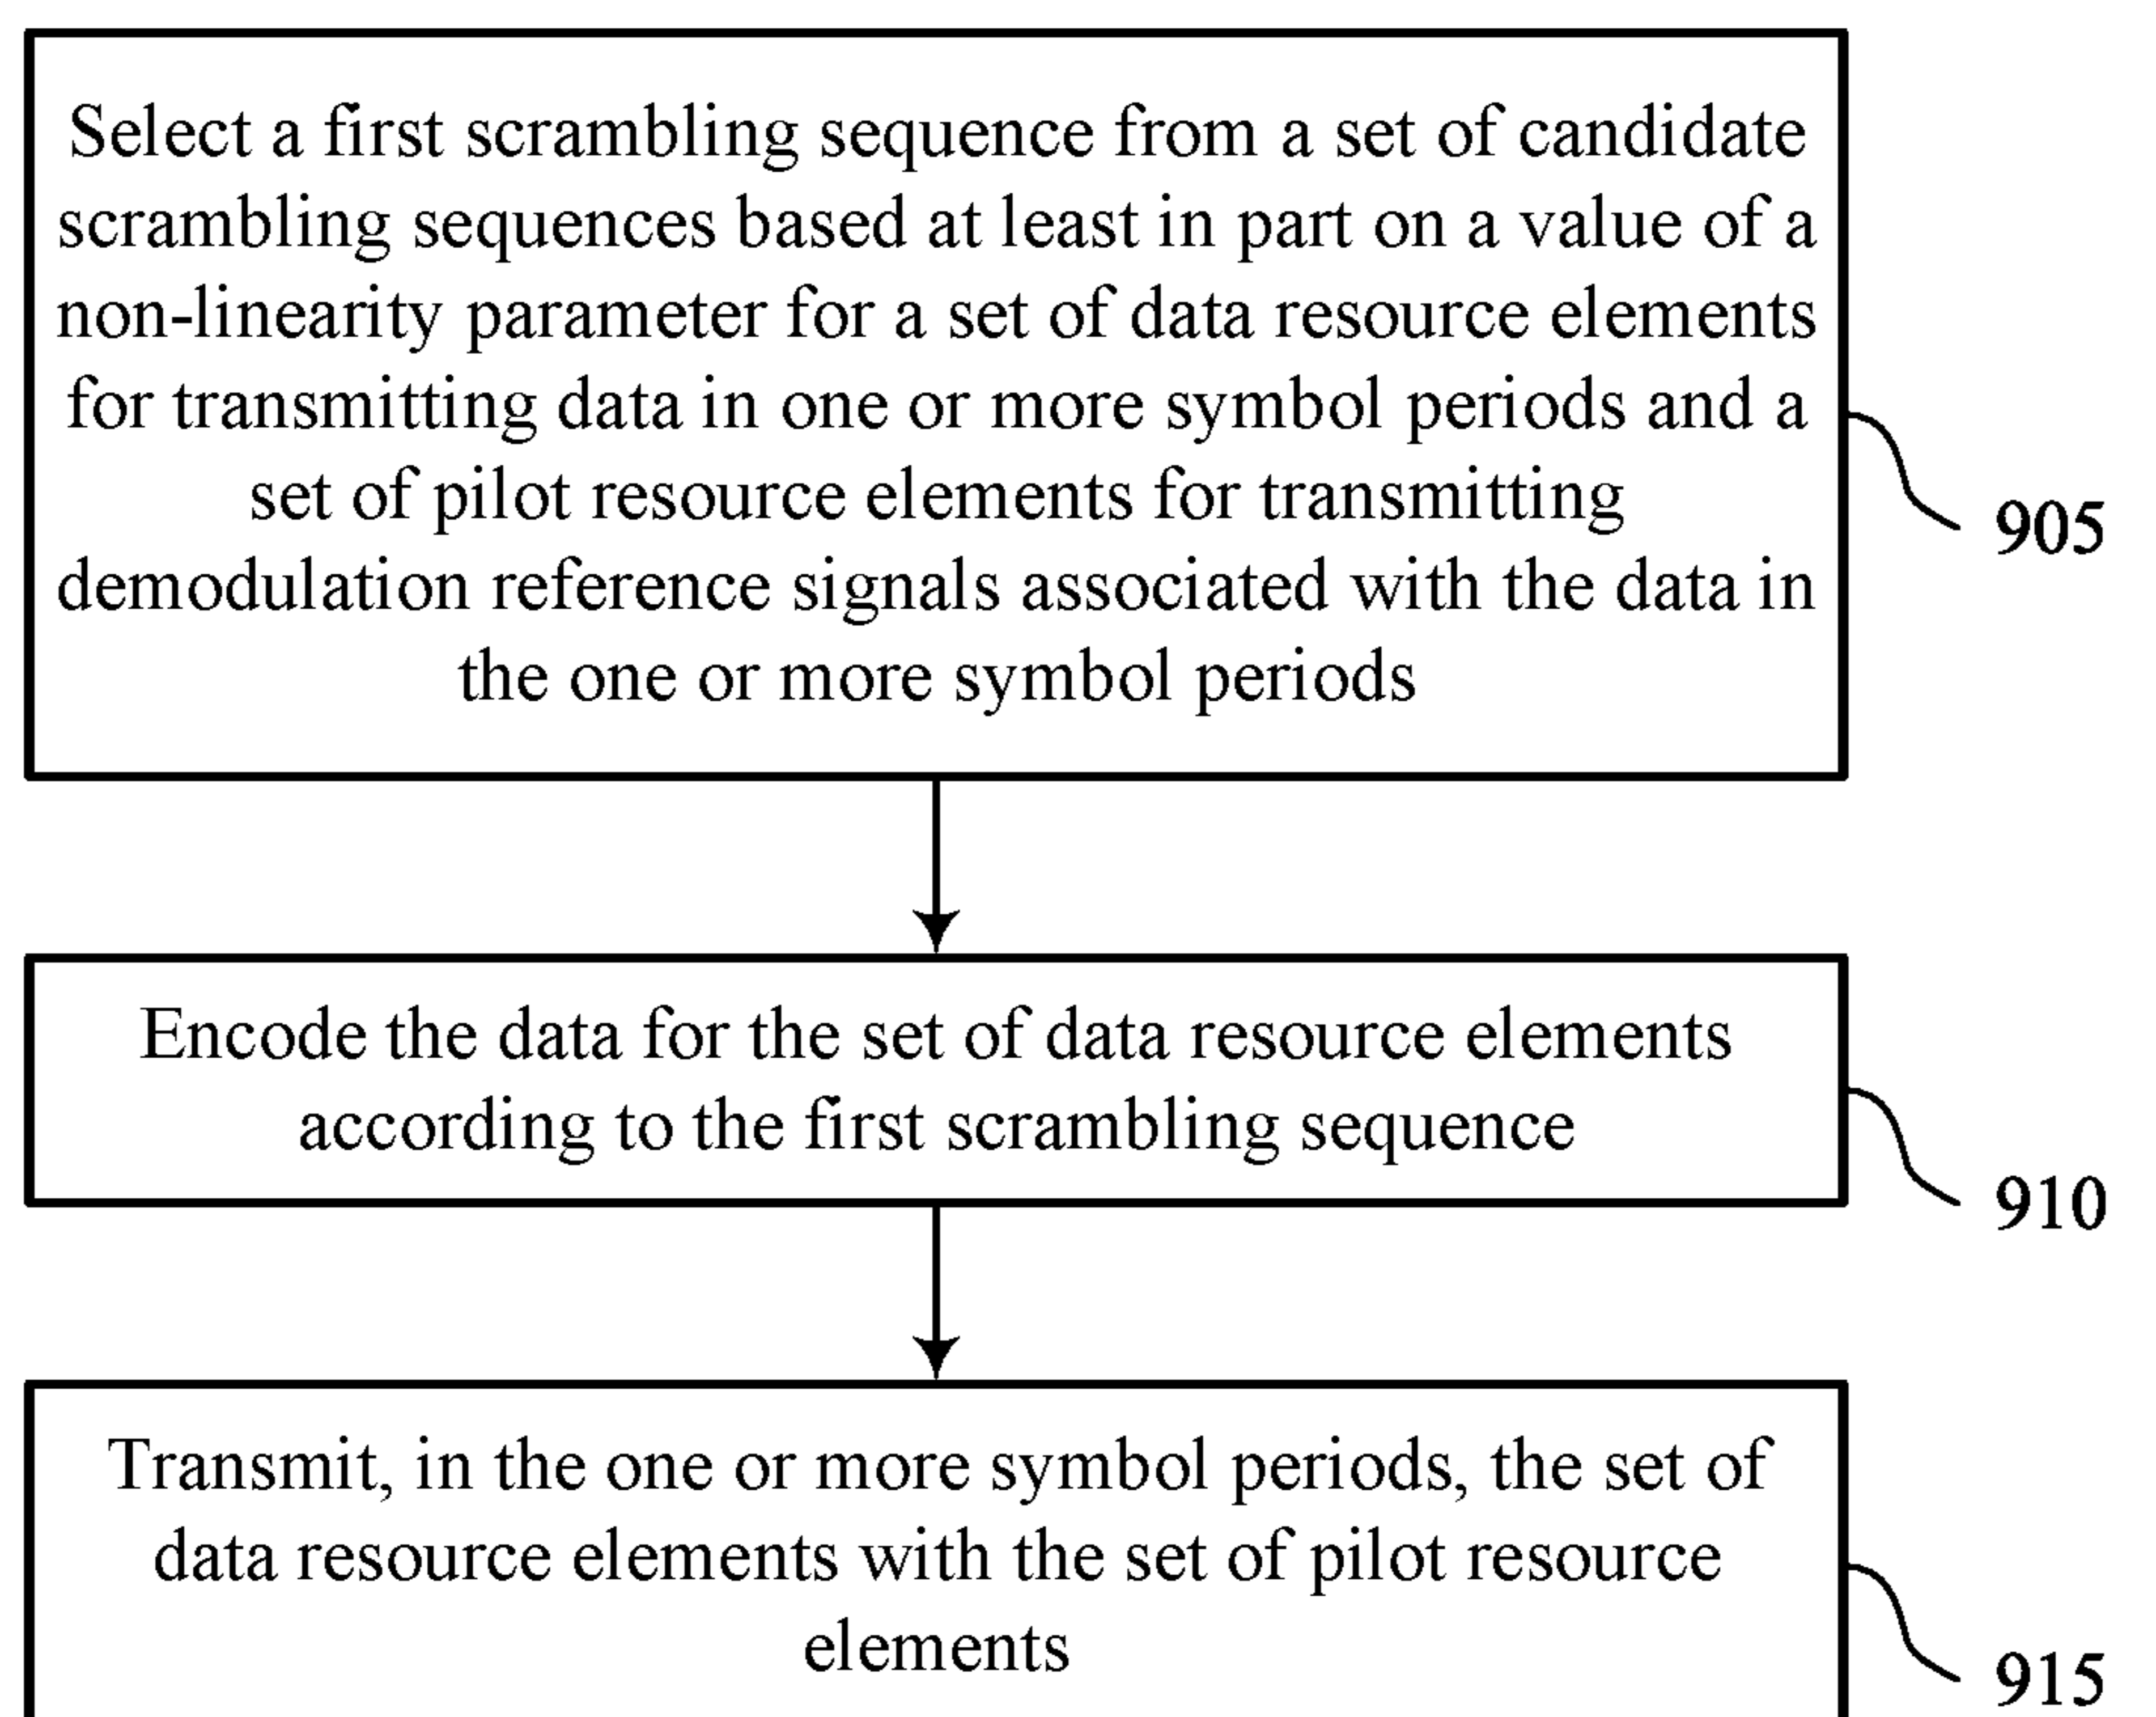 Select a first scrambling sequence from a set of candidate
scrambling sequences based at least in part on a value of a
non-linearity parameter for a set of data resource elements
for transmitting data in one or more symbol periods and a
set of pilot resource elements for transmitting
demodulation reference signals associated with the data in
the one or more symbol periods
905
Encode the data for the set of data resource elements
according to the first scrambling sequence
910
Transmit, in the one or more symbol periods, the set of
data resource elements with the set of pilot resource
elements
915